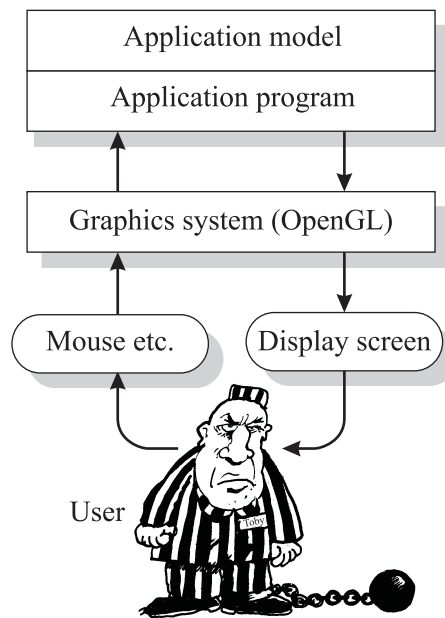 Application model
Application program
Graphics system (OpenGL)
Mouse etc.
Display screen
User
Toby